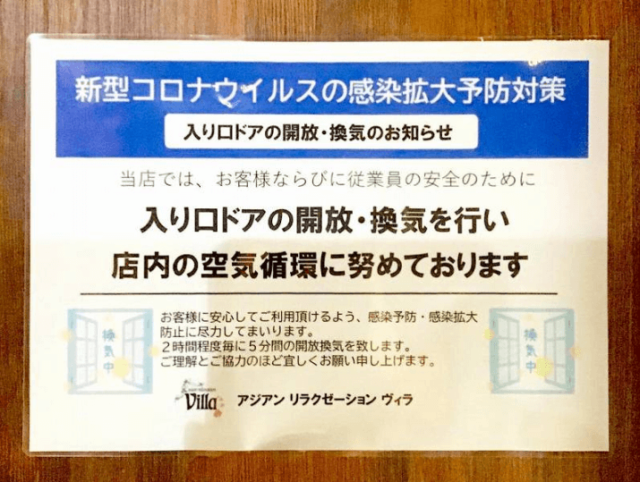 新型コロナウイルスの感染拡大予防対策
入り口ドアの開放・換気のお知らせ
当店では、お客様ならびに従業員の安全のために
入り口ドアの開放・換気を行い
店内の空気循環に努めております
お客様に安心してご利用頂けるよう、感染予防・感染拡大
防止に尽力してまいります。
2時間程度毎に5分間の開放換気を致します。
ご理解とご協力のほど宜しくお願い申し上げます。
換気中
換気中
Villa
アジアン リラクゼーション ヴィラ